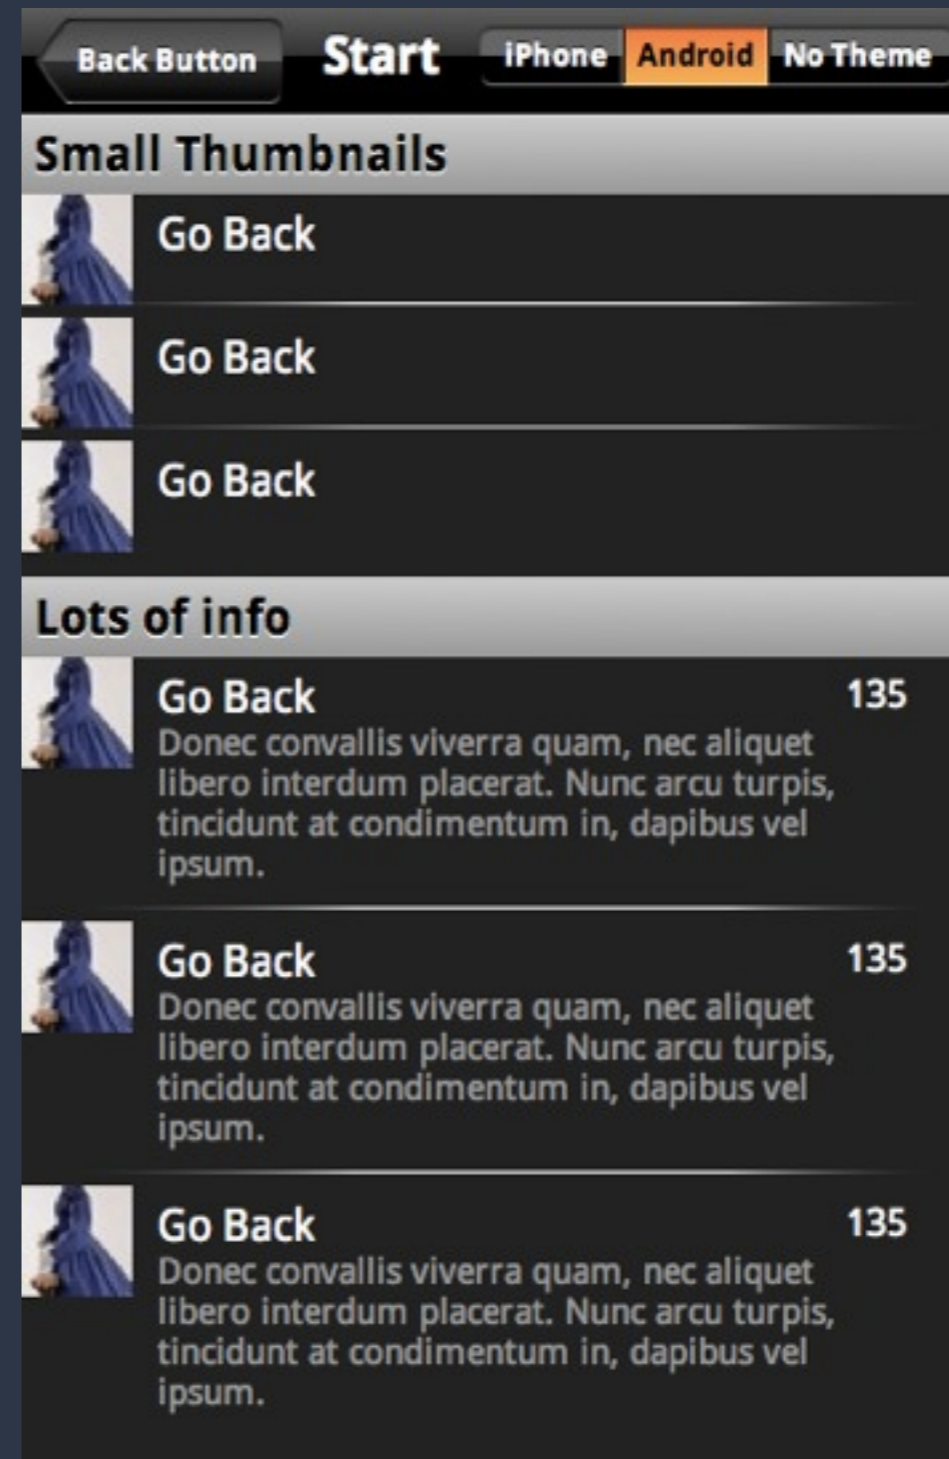 Back Button Start iPhone Android No Theme
Small Thumbnails
Go Back
Go Back
Go Back
Lots of info
Go Back 135
Donec convallis viverra quam, nec aliquet
libero interdum placerat. Nunc arcu turpis,
tincidunt at condimentum in, dapibus vel
ipsum.
Go Back 135
Donec convallis viverra quam, nec aliquet
libero interdum placerat. Nunc arcu turpis,
tincidunt at condimentum in, dapibus vel
ipsum.
Go Back 135
Donec convallis viverra quam, nec aliquet
libero interdum placerat. Nunc arcu turpis,
tincidunt at condimentum in, dapibus vel
ipsum.